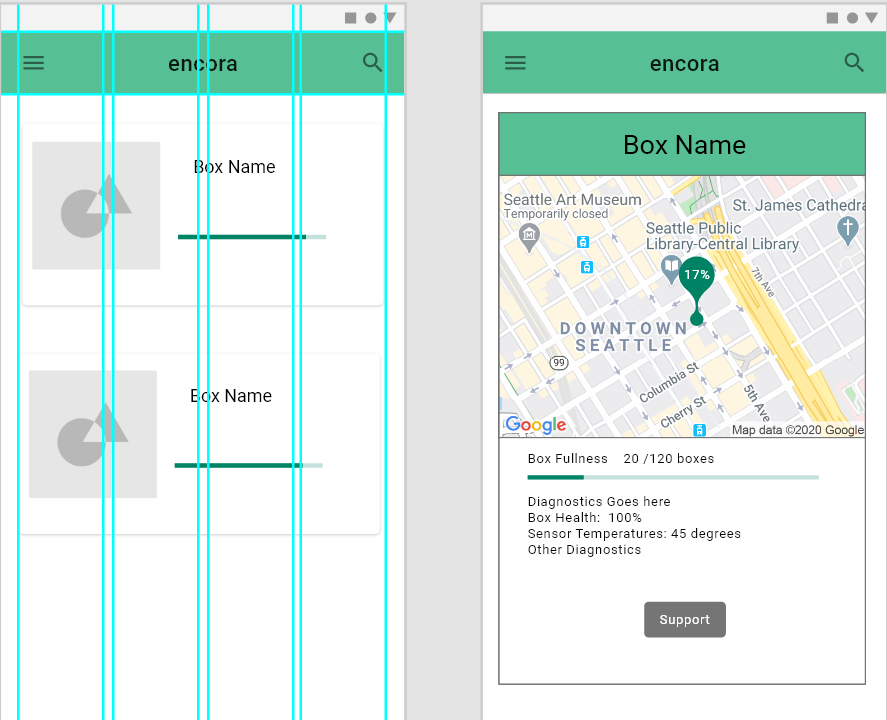 encora
Box Name
Box Name
encora
Box Name
Seattle Art Museum
Temporarily closed
St. James Cathedra
Seattle Public
Library-Central Library
17%
7th Ave
DOWNTOWN
SEATTLE
99
Columbia St
5th Ave
Cherry St
Google
Map data ©2020 Google
Box Fullness 20 /120 boxes
Diagnostics Goes here
Box Health: 100%
Sensor Temperatures: 45 degrees
Other Diagnostics
Support